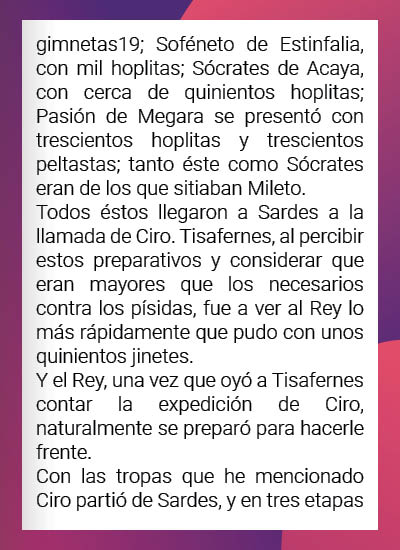 gimnetas19; Soféneto de Estinfalia,
con mil hoplitas; Sócrates de Acaya,
con cerca de quinientos hoplitas;
Pasión de Megara se presentó con
trescientos hoplitas y trescientos
peltastas; tanto éste como Sócrates
eran de los que sitiaban Mileto.
Todos éstos llegaron a Sardes a la
llamada de Ciro. Tisafernes, al percibir
estos preparativos y considerar que
eran mayores que los necesarios
contra los písidas, fue a ver al Rey lo
más rápidamente que pudo con unos
quinientos jinetes.
Y el Rey, una vez que oyó a Tisafernes
contar la expedición de Ciro,
naturalmente se preparó para hacerle
frente.
Con las tropas que he mencionado
Ciro partió de Sardes, y en tres etapas